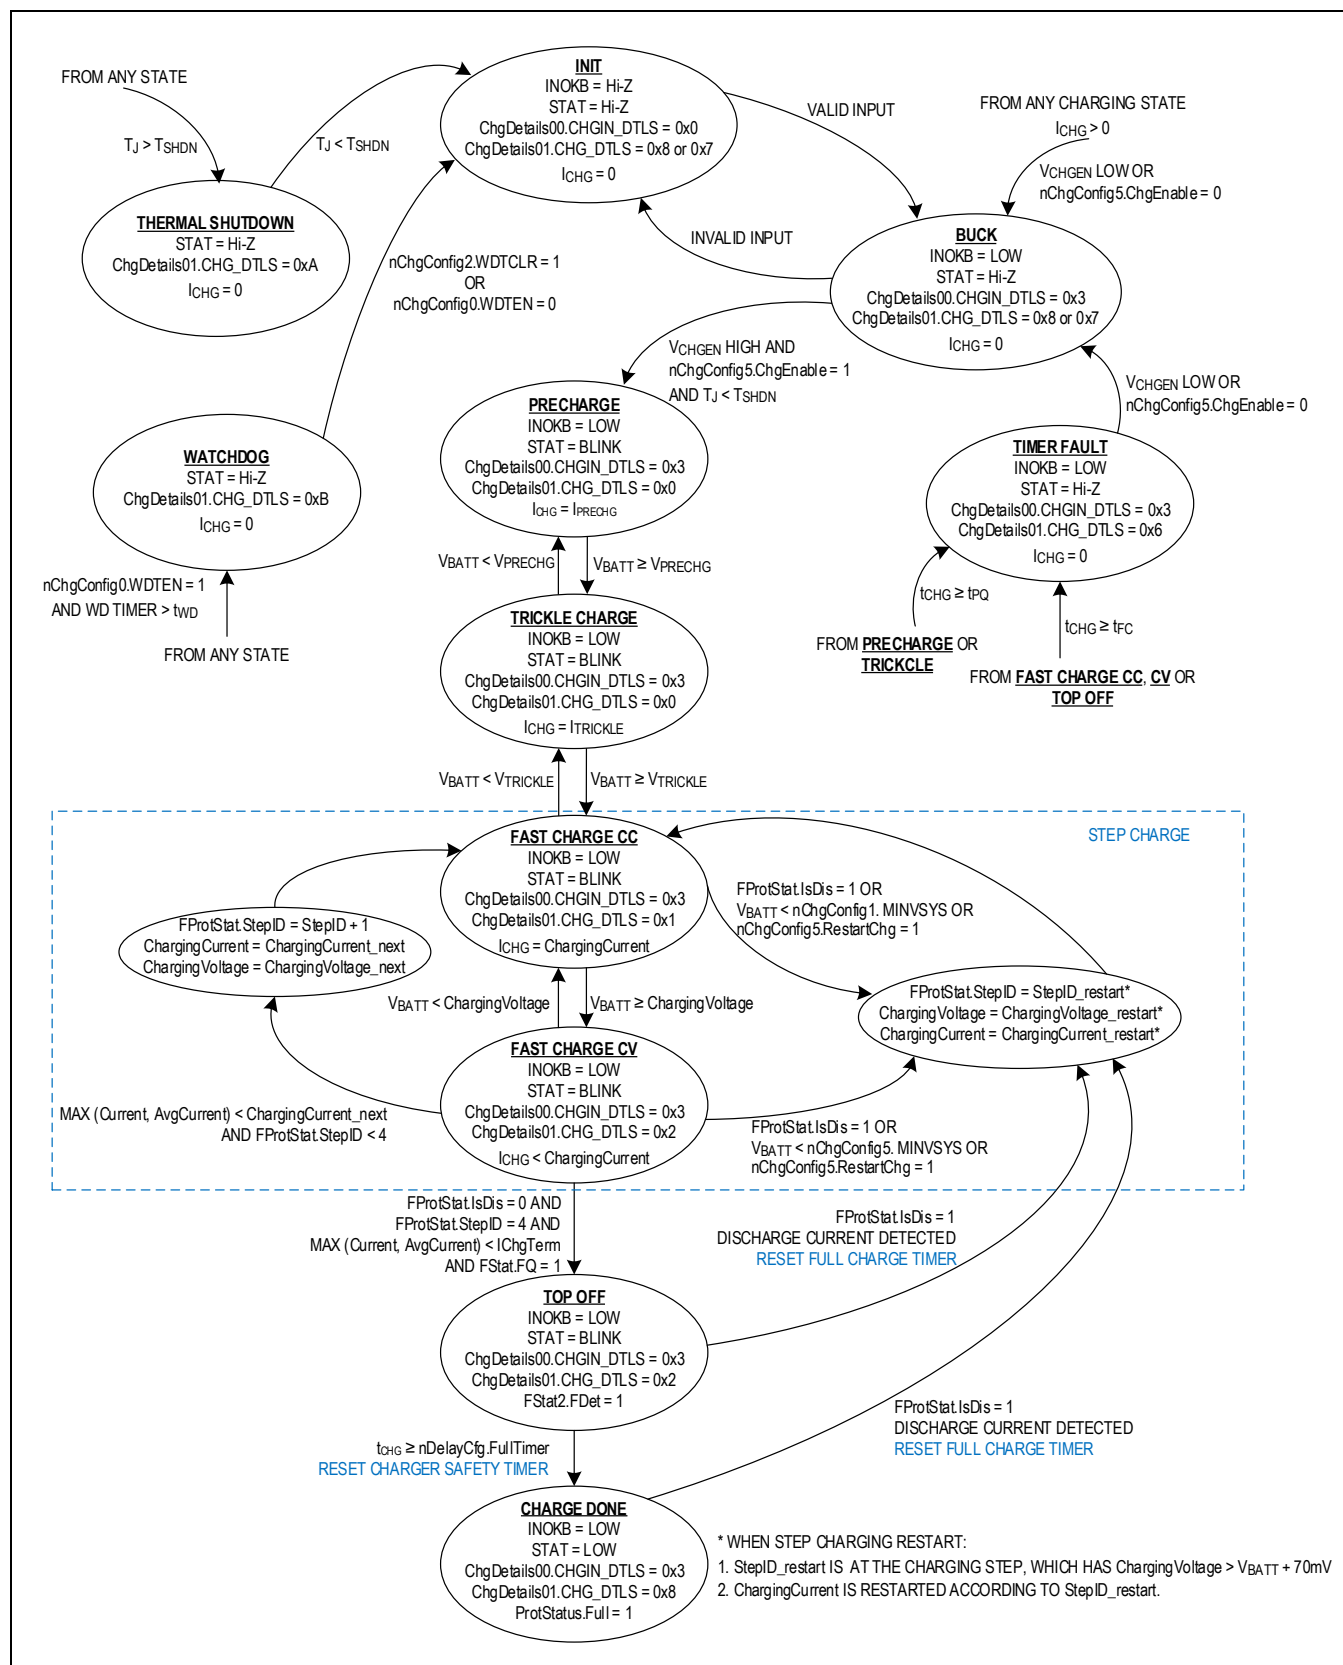 FROM ANY STATE
TJ > TSHDN
TJ < TSHDN
INIT
INOKB = Hi-Z
STAT = Hi-Z
ChgDetails00.CHGIN_DTLS = 0x0
ChgDetails01.CHG_DTLS = 0x8 or 0x7
ICHG = 0
VALID INPUT
FROM ANY CHARGING STATE
ICHG > 0
VCHGEN LOW OR
nChgConfig5.ChgEnable = 0
THERMAL SHUTDOWN
STAT = Hi-Z
ChgDetails01.CHG_DTLS = 0xA
ICHG = 0
nChgConfig2.WDTCLR = 1
OR
nChgConfig0.WDTEN = 0
INVALID INPUT
BUCK
INOKB = LOW
STAT = Hi-Z
ChgDetails00.CHGIN_DTLS = 0x3
ChgDetails01.CHG_DTLS = 0x8 or 0x7
ICHG = 0
VCHGEN HIGH AND
nChgConfig5.ChgEnable = 1
AND TJ < TSHDN
VCHGEN LOW OR
nChgConfig5.ChgEnable = 0
PRECHARGE
INOKB = LOW
STAT = BLINK
ChgDetails00.CHGIN_DTLS = 0x3
ChgDetails01.CHG_DTLS = 0x0
ICHG = IPRECHG
WATCHDOG
STAT = Hi-Z
ChgDetails01.CHG_DTLS = 0xB
ICHG = 0
TIMER FAULT
INOKB = LOW
STAT = Hi-Z
ChgDetails00.CHGIN_DTLS = 0x3
ChgDetails01.CHG_DTLS = 0x6
ICHG = 0
nChgConfig0.WDTEN = 1
AND WD TIMER > tWD
FROM ANY STATE
VBATT < VPRECHG
VBATT ≥ VPRECHG
tCHG ≥ tPQ
FROM PRECHARGE OR
TRICKCLE
tCHG ≥ tFC
FROM FAST CHARGE CC, CV OR
TOP OFF
TRICKLE CHARGE
INOKB = LOW
STAT = BLINK
ChgDetails00.CHGIN_DTLS = 0x3
ChgDetails01.CHG_DTLS = 0x0
ICHG = ITRICKLE
VBATT < VTRICKLE
VBATT ≥ VTRICKLE
STEP CHARGE
FAST CHARGE CC
INOKB = LOW
STAT = BLINK
ChgDetails00.CHGIN_DTLS = 0x3
ChgDetails01.CHG_DTLS = 0x1
ICHG = ChargingCurrent
FProtStat.StepID = StepID + 1
ChargingCurrent = ChargingCurrent_next
ChargingVoltage = ChargingVoltage_next
FProtStat.IsDis = 1 OR
VBATT < nChgConfig1. MINVSYS OR
nChgConfig5.RestartChg = 1
VBATT < ChargingVoltage
VBATT ≥ ChargingVoltage
FProtStat.StepID = StepID_restart*
ChargingVoltage = ChargingVoltage_restart*
ChargingCurrent = ChargingCurrent_restart*
FAST CHARGE CV
INOKB = LOW
STAT = BLINK
ChgDetails00.CHGIN_DTLS = 0x3
ChgDetails01.CHG_DTLS = 0x2
ICHG < ChargingCurrent
MAX (Current, AvgCurrent) < ChargingCurrent_next
AND FProtStat.StepID < 4
FProtStat.IsDis = 1 OR
VBATT < nChgConfig5. MINVSYS OR
nChgConfig5.RestartChg = 1
FProtStat.IsDis = 0 AND
FProtStat.StepID = 4 AND
MAX (Current, AvgCurrent) < IChgTerm
AND FStat.FQ = 1
FProtStat.IsDis = 1
DISCHARGE CURRENT DETECTED
RESET FULL CHARGE TIMER
TOP OFF
INOKB = LOW
STAT = BLINK
ChgDetails00.CHGIN_DTLS = 0x3
ChgDetails01.CHG_DTLS = 0x2
FStat2.FDet = 1
FProtStat.IsDis = 1
DISCHARGE CURRENT DETECTED
RESET FULL CHARGE TIMER
tCHG ≥ nDelayCfg.FullTimer
RESET CHARGER SAFETY TIMER
CHARGE DONE
INOKB = LOW
STAT = LOW
ChgDetails00.CHGIN_DTLS = 0x3
ChgDetails01.CHG_DTLS = 0x8
ProtStatus.Full = 1
* WHEN STEP CHARGING RESTART:
1. StepID_restart IS AT THE CHARGING STEP, WHICH HAS ChargingVoltage > VBATT + 70mV
2. ChargingCurrent IS RESTARTED ACCORDING TO StepID_restart.